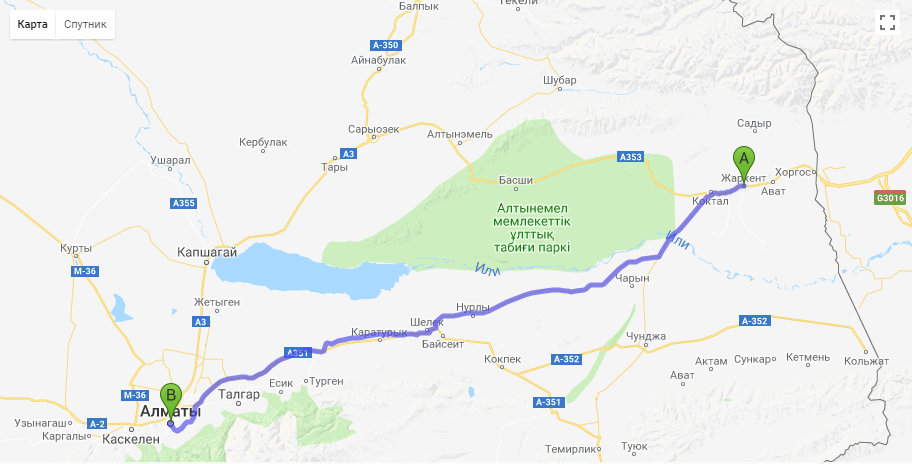 Балпык
Текели
Карта
Спутник
А-350
Айнабулак
Шубар
Сарыозек
Алтынэмель
Садыр
Кербулак
А3
Ушарал
Тары
А353
A
Жаркент
Хоргос
Басши
Коктал
Ават
G3016
А355
Алтынемел
мемлекеттік
ұлттық
табиғи паркі
Или
Курты
Капшагай
М-36
Или
Чарын
Жетыген
Нурлы
А3
Шелек
А-352
Каратурык
Байсеит
Чунджа
А351
Кокпек
А-352
Актам
Сункар
Кетмень
Кольжат
Ават
Есик
Турген
М-36
B
Талгар
А-351
Алматы
Узынагаш
А-2
Каргалы
Каскелен
Темирлик
Туюк